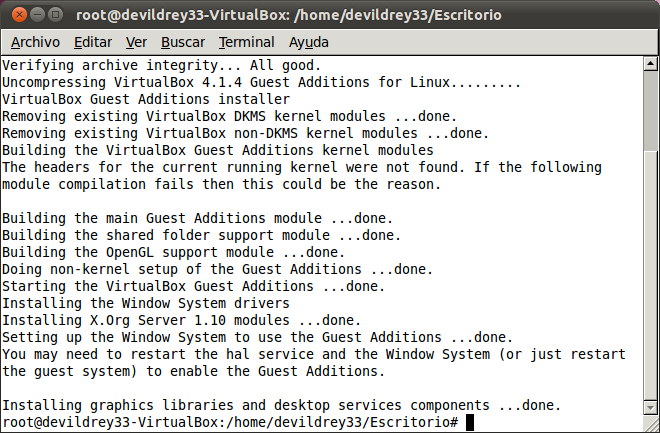 root@devildrey33-VirtualBox: /home/devildrey33/Escritorio
Archivo Editar Ver Buscar Terminal Ayuda
Verifying archive integrity... All good.
Uncompressing VirtualBox 4.1.4 Guest Additions for Linux.........
VirtualBox Guest Additions installer
Removing existing VirtualBox DKMS kernel modules ...done.
Removing existing VirtualBox non-DKMS kernel modules ...done.
Building the VirtualBox Guest Additions kernel modules
The headers for the current running kernel were not found. If the following
module compilation fails then this could be the reason.
Building the main Guest Additions module ...done.
Building the shared folder support module ...done.
Building the OpenGL support module ...done.
Doing non-kernel setup of the Guest Additions ...done.
Starting the VirtualBox Guest Additions ...done.
Installing the Window System drivers
Installing X.Org Server 1.10 modules ...done.
Setting up the Window System to use the Guest Additions ...done.
You may need to restart the hal service and the Window System (or just restart
the guest system) to enable the Guest Additions.
Installing graphics libraries and desktop services components ...done.
root@devildrey33-VirtualBox:/home/devildrey33/Escritorio#